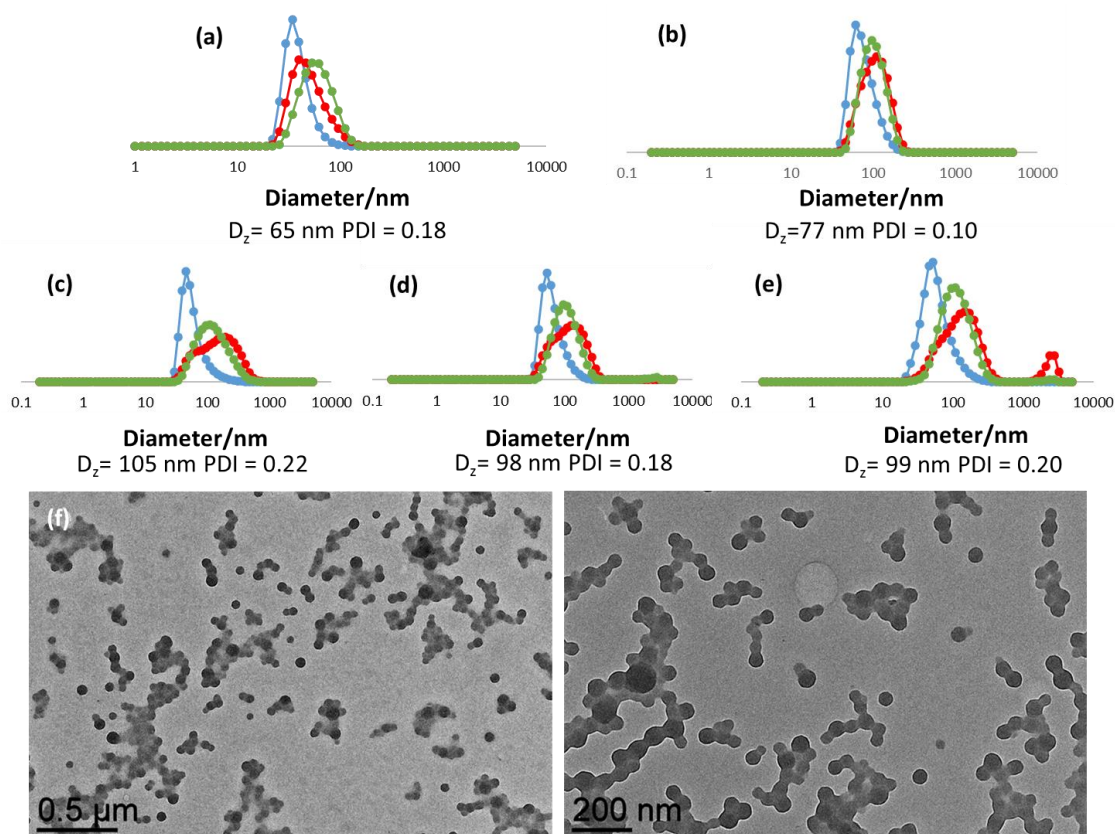 (a)
1 10 100 1000 10000
Diameter/nm
Dz= 65 nm PDI = 0.18
(b)
0.1 1 10 100 1000 10000
Diameter/nm
Dz=77 nm PDI = 0.10
(c)
0.1 1 10 100 1000 10000
Diameter/nm
Dz= 105 nm PDI = 0.22
(d)
0.1 1 10 100 1000 10000
Diameter/nm
Dz= 98 nm PDI = 0.18
(e)
0.1 1 10 100 1000 10000
Diameter/nm
Dz= 99 nm PDI = 0.20
(f)
0.5 µm
200 nm